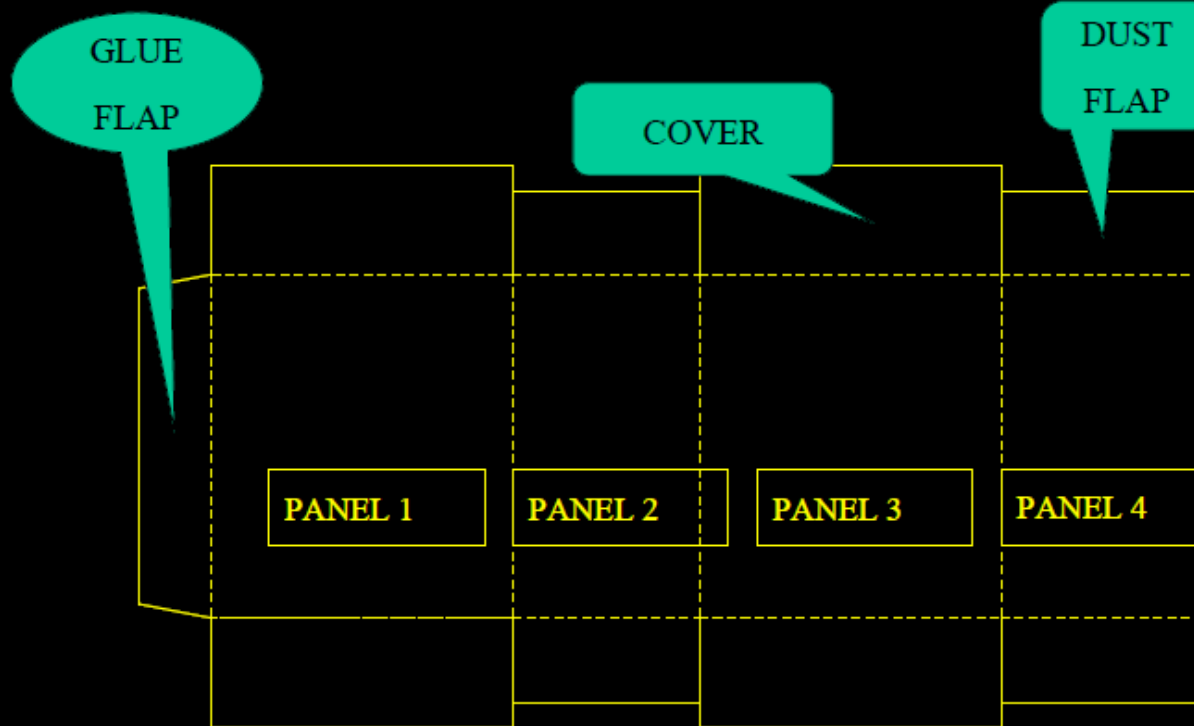 GLUE
FLAP
COVER
DUST
FLAP
PANEL 1
PANEL 2
PANEL 3
PANEL 4